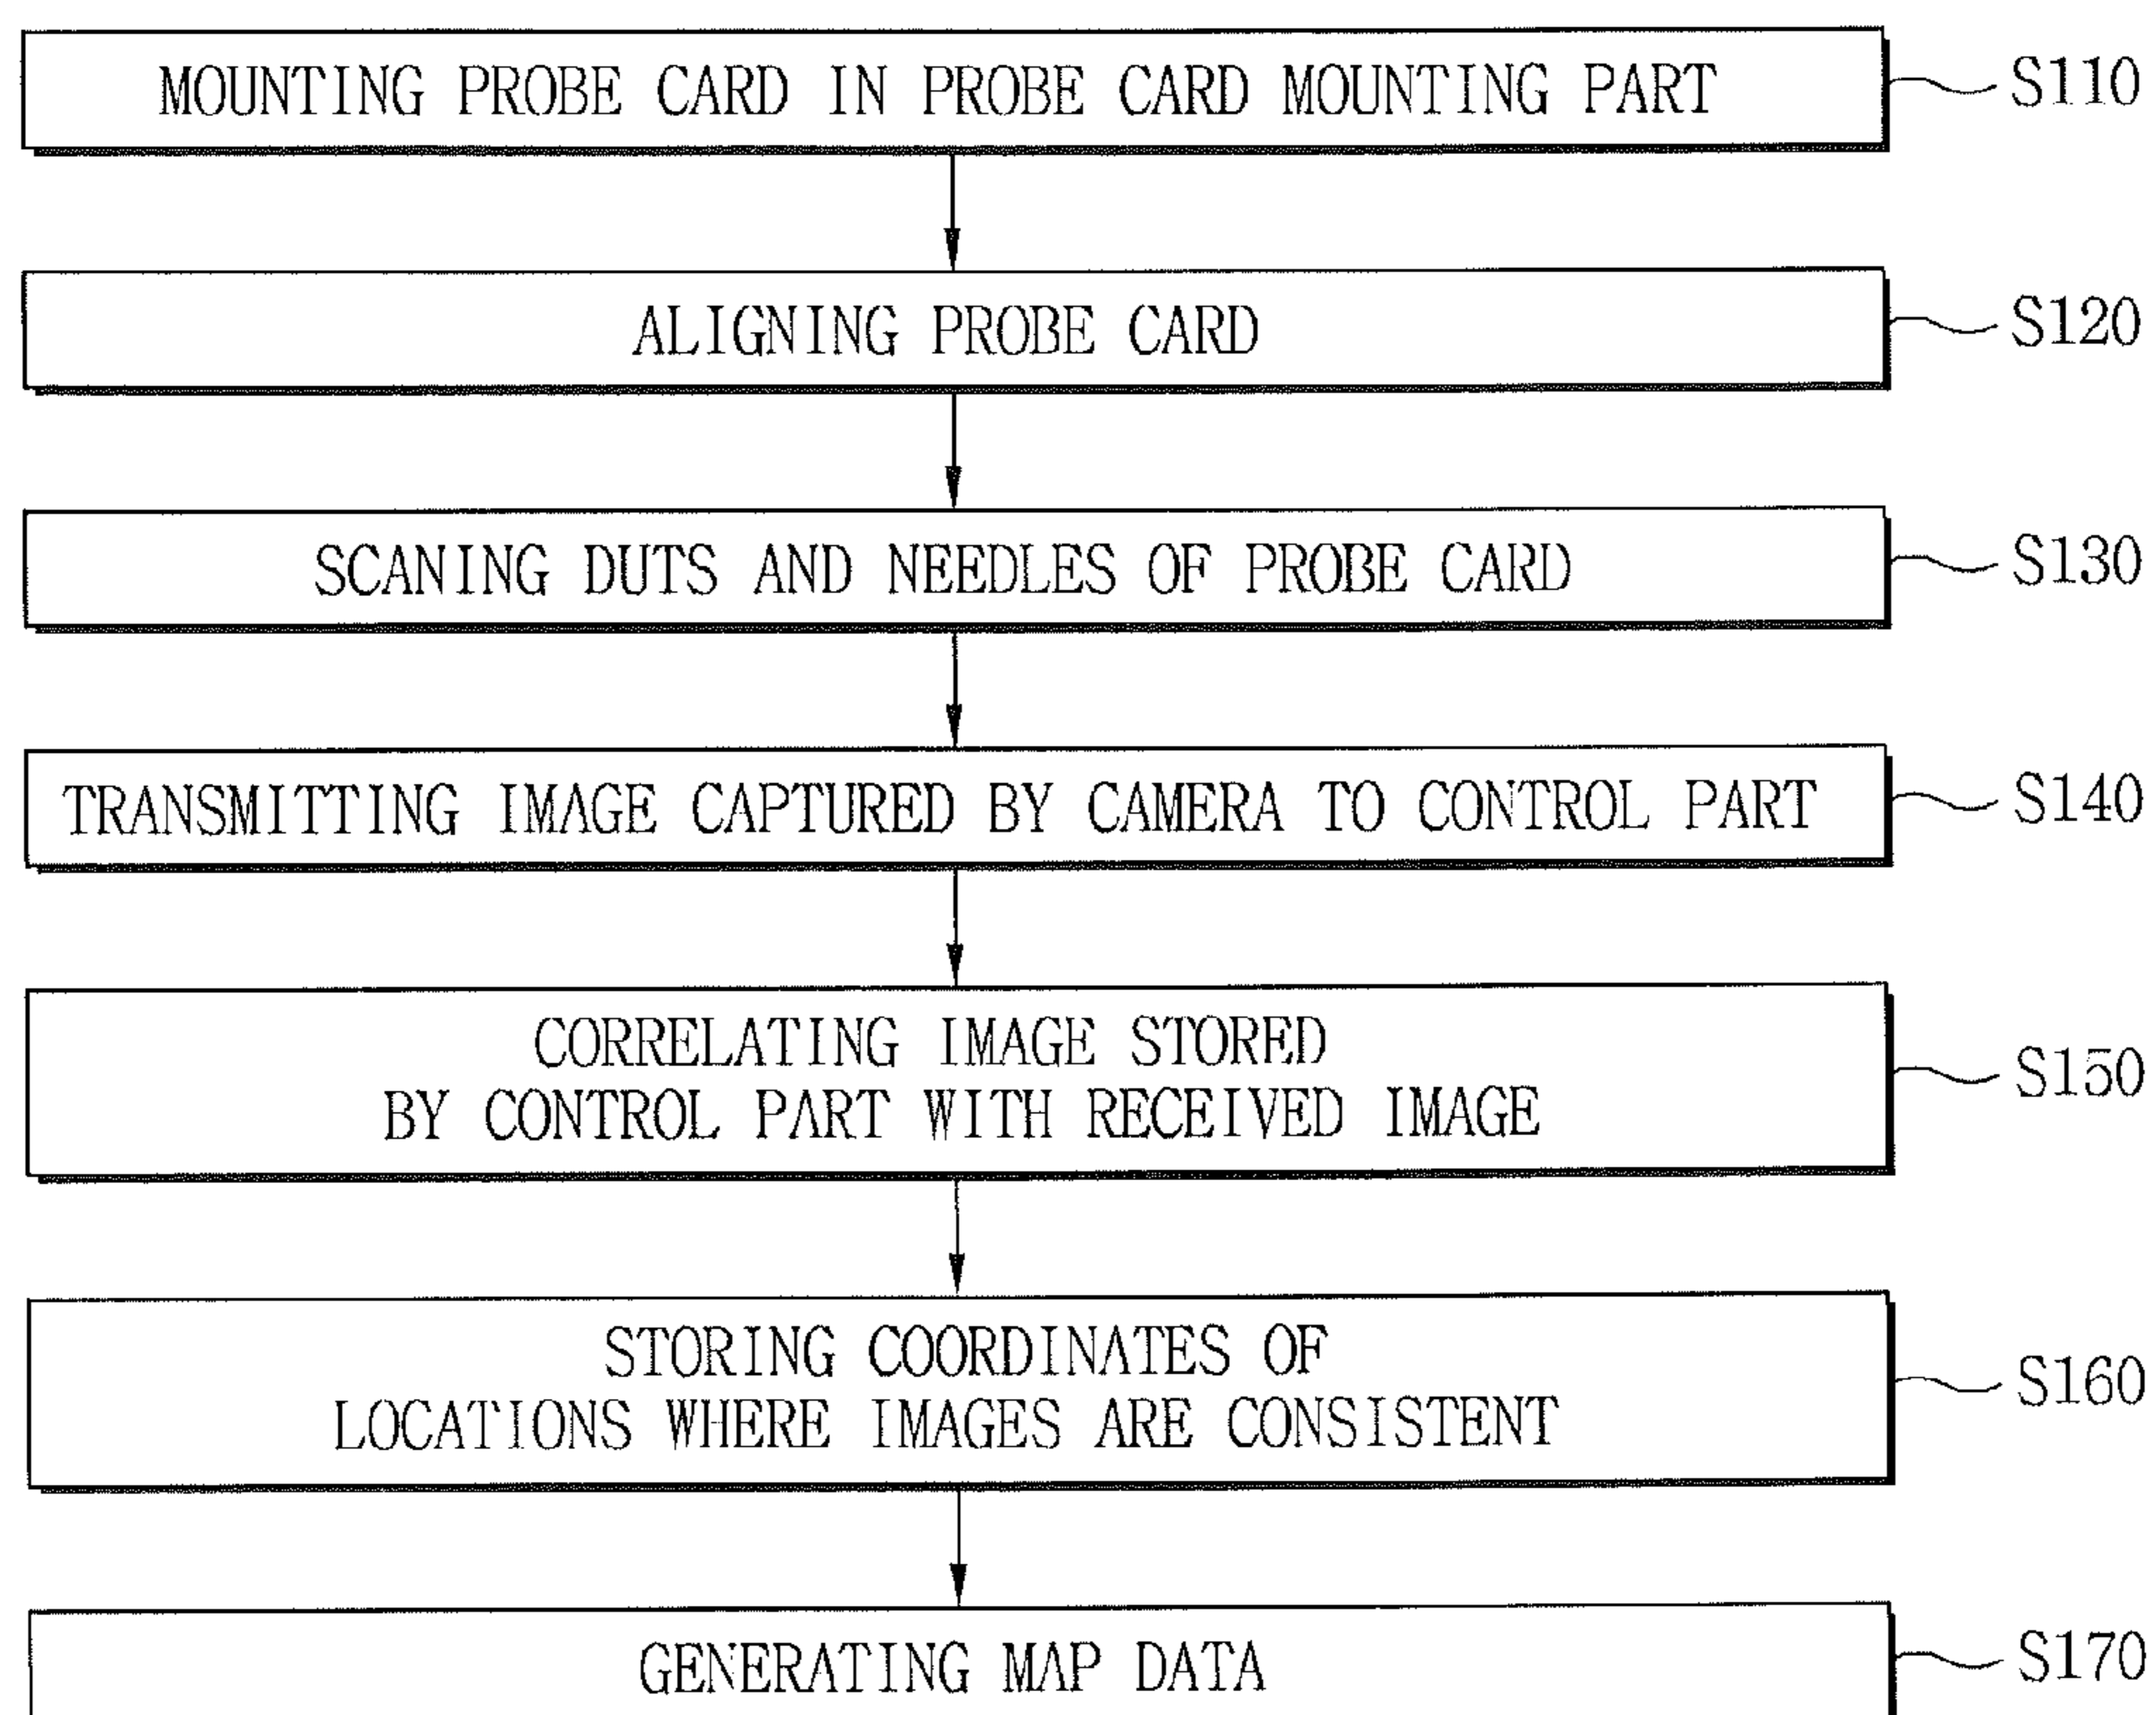 MOUNTING PROBE CARD IN PROBE CARD MOUNTING PART
S110
ALIGNING PROBE CARD
S120
SCANING DUTS AND NEEDLES OF PROBE CARD
S130
TRANSMITTING IMAGE CAPTURED BY CAMERA TO CONTROL PART
S140
CORRELATING IMAGE STORED
BY CONTROL PART WITH RECEIVED IMAGE
S150
STORING COORDINATES OF
LOCATIONS WHERE IMAGES ARE CONSISTENT
S160
GENERATING MAP DATA
S170